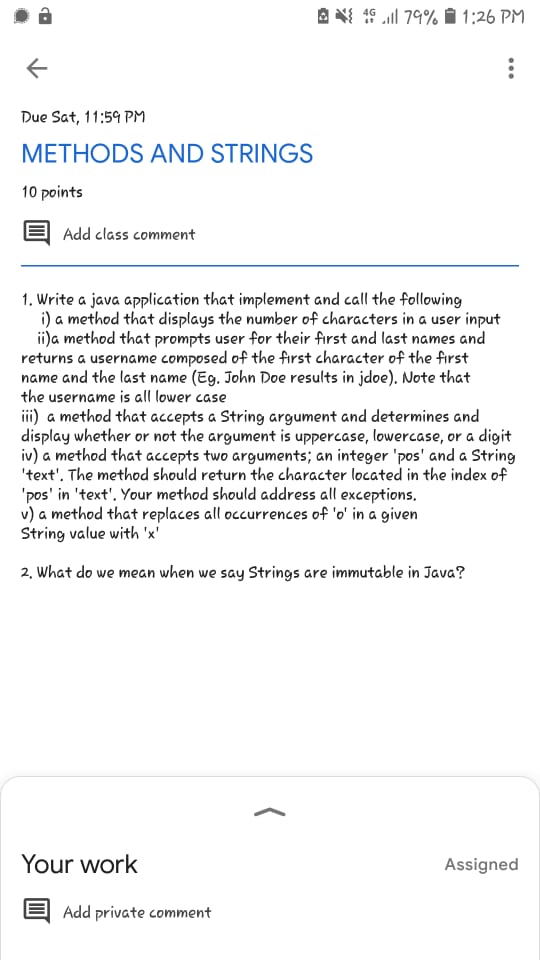 4G 79% 1:26 PM
Due Sat, 11:59 PM
METHODS AND STRINGS
10 points
Add class comment
1. Write a java application that implement and call the following
i) a method that displays the number of characters in a user input
ii)a method that prompts user for their first and last names and
returns a username composed of the first character of the first
name and the last name (Eg. John Doe results in jdoe). Note that
the username is all lower case
iii) a method that accepts a String argument and determines and
display whether or not the argument is uppercase, lowercase, or a digit
iv) a method that accepts two arguments; an integer 'pos' and a String
'text'. The method should return the character located in the index of
'pos' in 'text'. Your method should address all exceptions.
v) a method that replaces all occurrences of 'o' in a given
String value with 'x'
2. What do we mean when we say Strings are immutable in Java?
Your work
Assigned
Add private comment